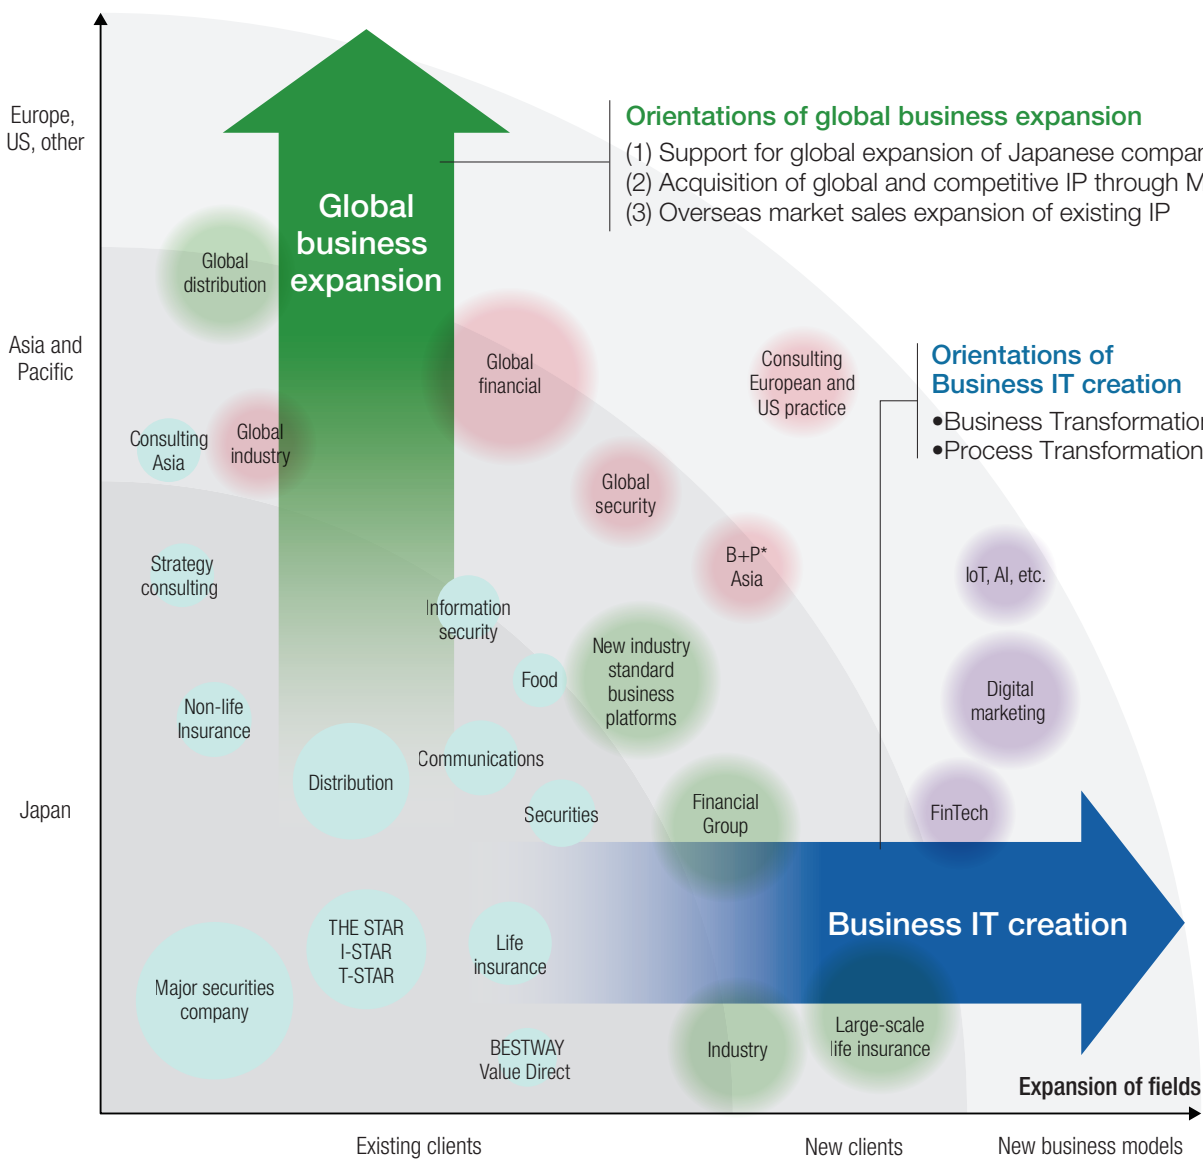 Europe,
US, other
Orientations of global business expansion
(1) Support for global expansion of Japanese
(2) Acquisition of global and competitive IP through
(3) Overseas market sales expansion of existing IP
Global
business
expansion
Global
distribution
Asia and
Pacific
Global
financial
Consulting
European and
US practice
Orientations of
Business IT creation
•Business Transformation
•Process Transformation
Consulting
Asia
Global
industry
Global
security
B+P*
Asia
IoT, AI, etc.
Strategy
consulting
Information
security
Food
New industry
standard
business
platforms
Digital
marketing
Non-life
Insurance
Distribution
Communications
Securities
Financial
Group
FinTech
Japan
Business IT creation
THE STAR
I-STAR
T-STAR
Life
insurance
Major securities
company
BESTWAY
Value Direct
Industry
Large-scale
life insurance
Expansion of fields
Existing clients
New clients
New business models